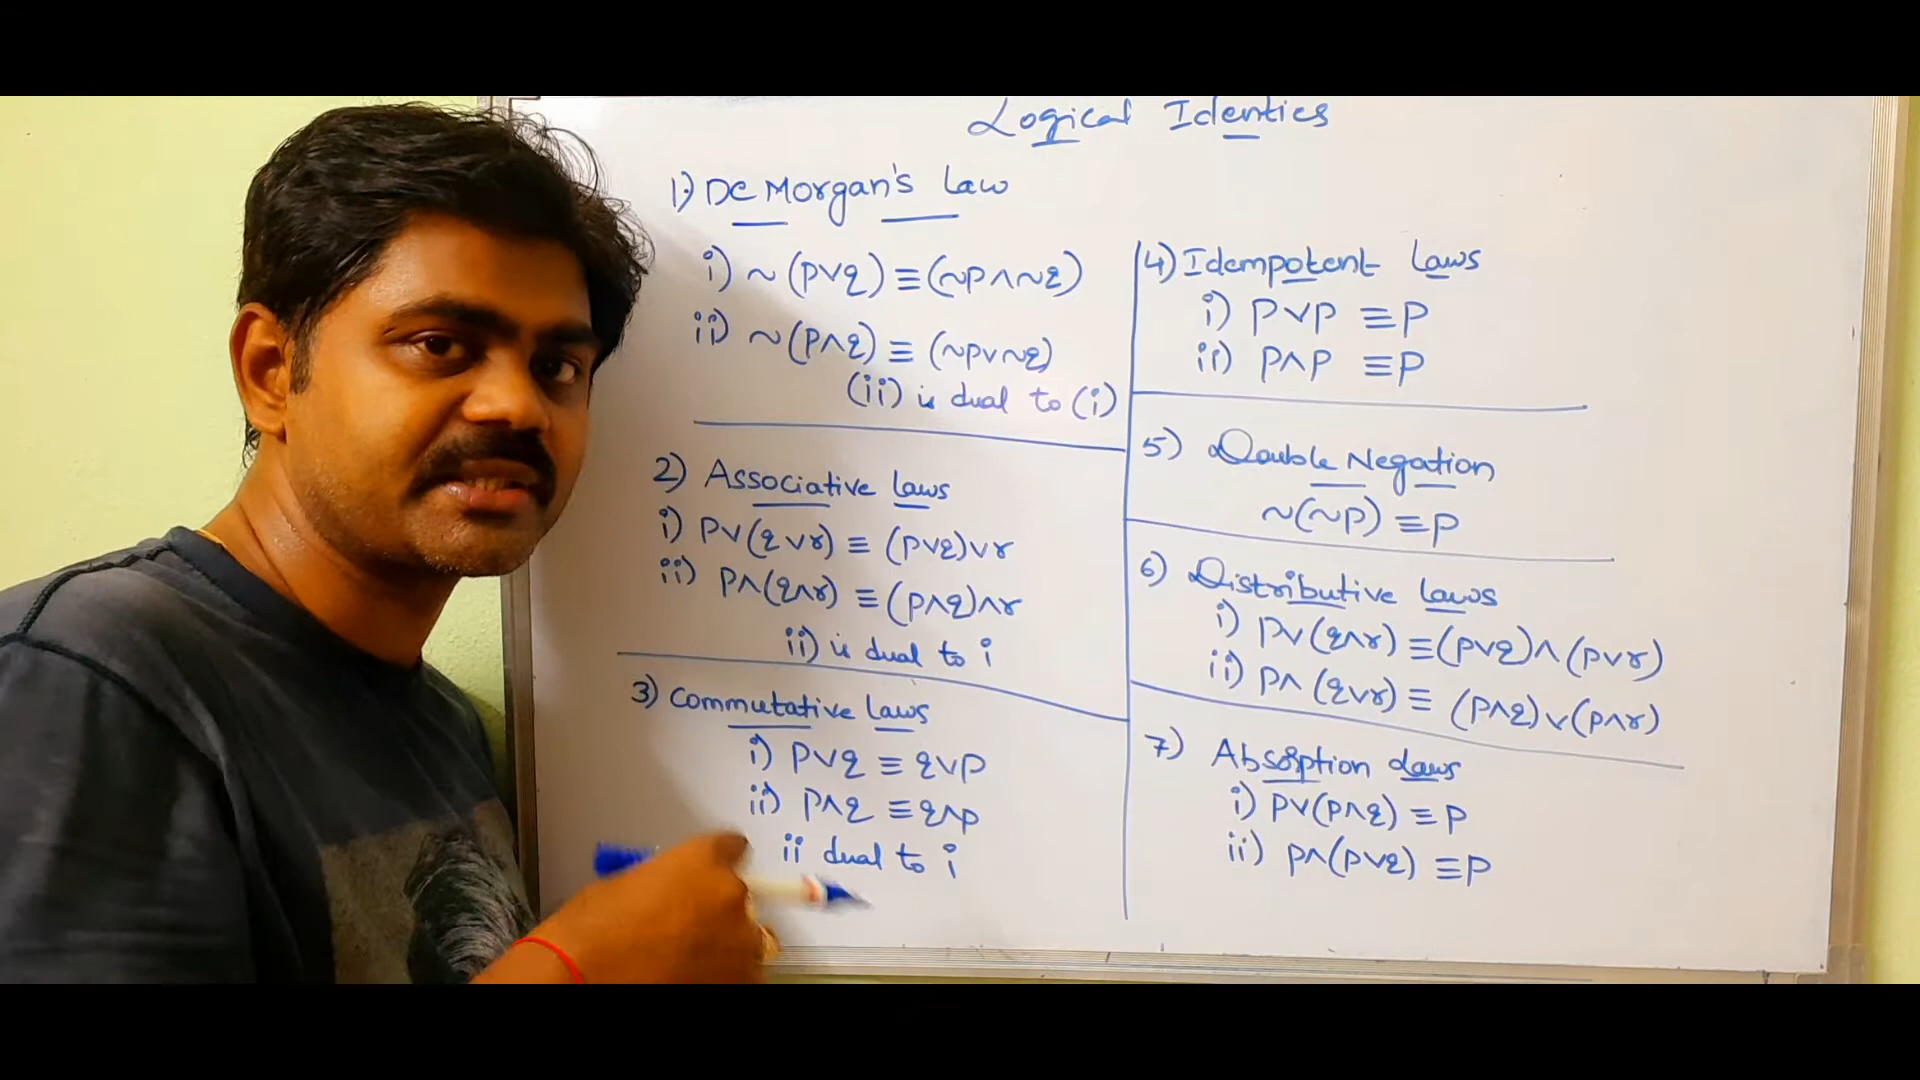 Logical Identics
1) De Morgan's Law
i) ~(p∨q) ≡ (~p∧~q)
ii) ~(p∧q) ≡ (~p∨~q)
(ii) is dual to (i)
2) Associative Laws
i) p∨(q∨r) ≡ (p∨q)∨r
ii) p∧(q∧r) ≡ (p∧q)∧r
ii) is dual to i
3) Commutative Laws
i) p∨q ≡ q∨p
ii) p∧q ≡ q∧p
ii dual to i
4) Idempotent Laws
i) p∨p ≡ p
ii) p∧p ≡ p
5) Double Negation
~(~p) ≡ p
6) Distributive Laws
i) p∨(q∧r) ≡ (p∨q)∧(p∨r)
ii) p∧(q∨r) ≡ (p∧q)∨(p∧r)
7) Absorption Laws
i) p∨(p∧q) ≡ p
ii) p∧(p∨q) ≡ p